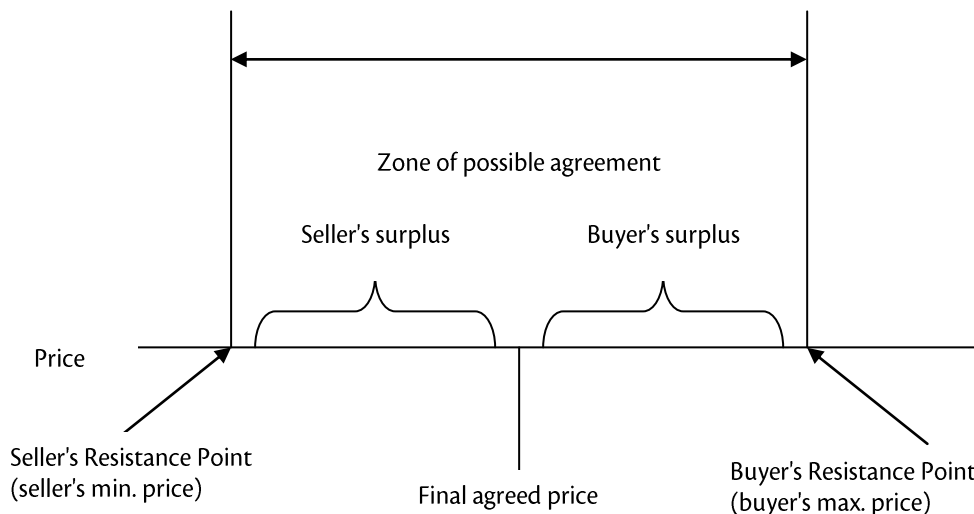 Zone of possible agreement
Seller's surplus
Buyer's surplus
Price
Seller's Resistance Point
(seller's min. price)
Final agreed price
Buyer's Resistance Point
(buyer's max. price)